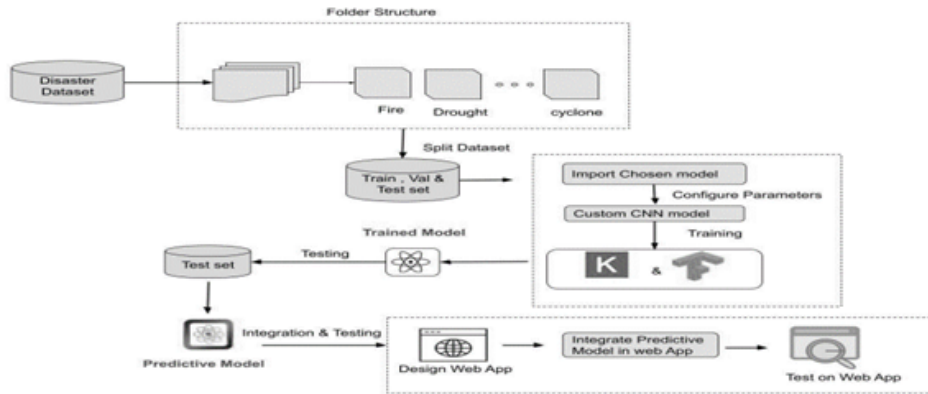 Folder Structure
Disaster
Dataset
Fire
Drought
cyclone
Split Dataset
Train , Val &
Test set
Import Chosen model
Configure Parameters
Custom CNN model
Training
K
&
Trained Model
Testing
Test set
Predictive Model
Integration & Testing
Design Web App
Integrate Predictive
Model in web App
Test on Web App